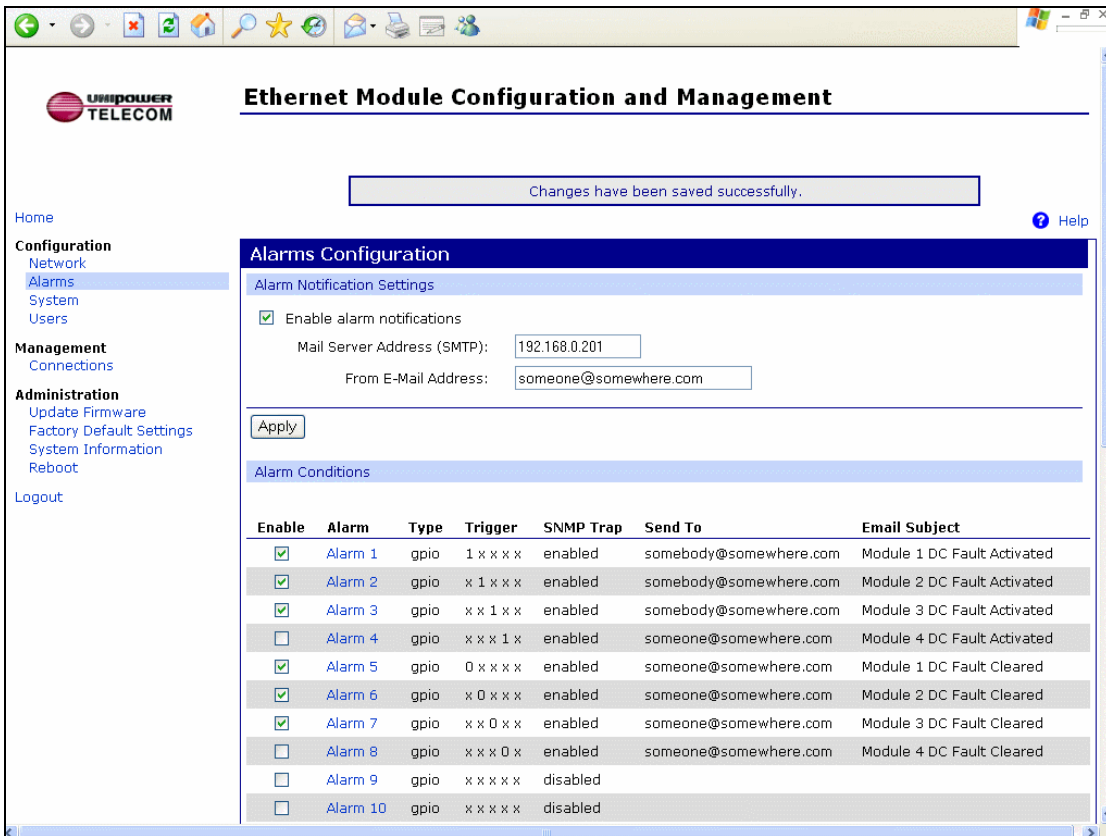 UNIPOWER
TELECOM
Ethernet Module Configuration and Management
Changes have been saved successfully.
Home
? Help
Configuration
Network
Alarms
System
Users
Management
Connections
Administration
Update Firmware
Factory Default Settings
System Information
Reboot
Logout
Alarms Configuration
Alarm Notification Settings
Enable alarm notifications
Mail Server Address (SMTP): 192.168.0.201
From E-Mail Address: someone@somewhere.com
Apply
Alarm Conditions
Enable Alarm Type Trigger SNMP Trap Send To Email Subject
Alarm 1 gpio 1 x x x x enabled somebody@somewhere.com Module 1 DC Fault Activated
Alarm 2 gpio x 1 x x x enabled somebody@somewhere.com Module 2 DC Fault Activated
Alarm 3 gpio x x 1 x x enabled somebody@somewhere.com Module 3 DC Fault Activated
Alarm 4 gpio x x x 1 x enabled someone@somewhere.com Module 4 DC Fault Activated
Alarm 5 gpio 0 x x x x enabled someone@somewhere.com Module 1 DC Fault Cleared
Alarm 6 gpio x 0 x x x enabled someone@somewhere.com Module 2 DC Fault Cleared
Alarm 7 gpio x x 0 x x enabled someone@somewhere.com Module 3 DC Fault Cleared
Alarm 8 gpio x x x 0 x enabled someone@somewhere.com Module 4 DC Fault Cleared
Alarm 9 gpio x x x x x disabled
Alarm 10 gpio x x x x x disabled